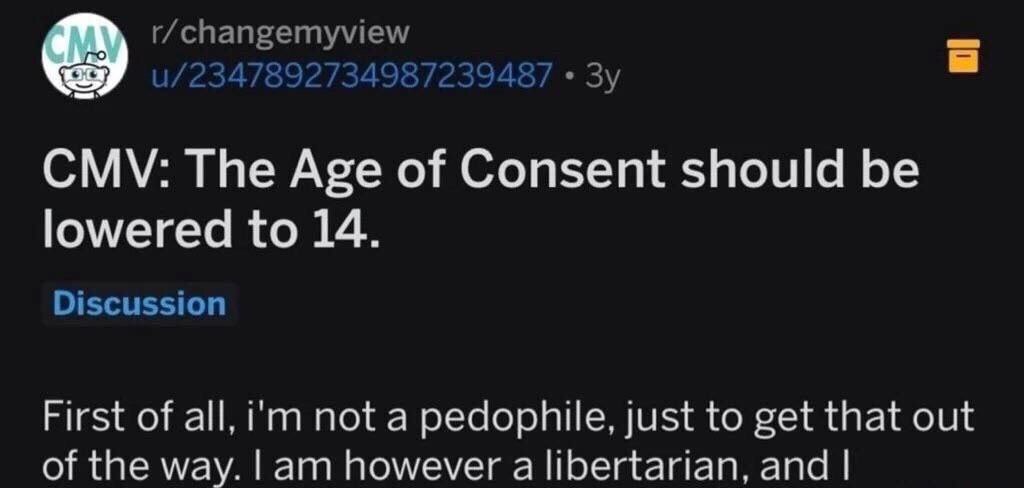 CMV
r/changemyview
u/2347892734987239487 • 3y
CMV: The Age of Consent should be
lowered to 14.
Discussion
First of all, i'm not a pedophile, just to get that out
of the way. I am however a libertarian, and I